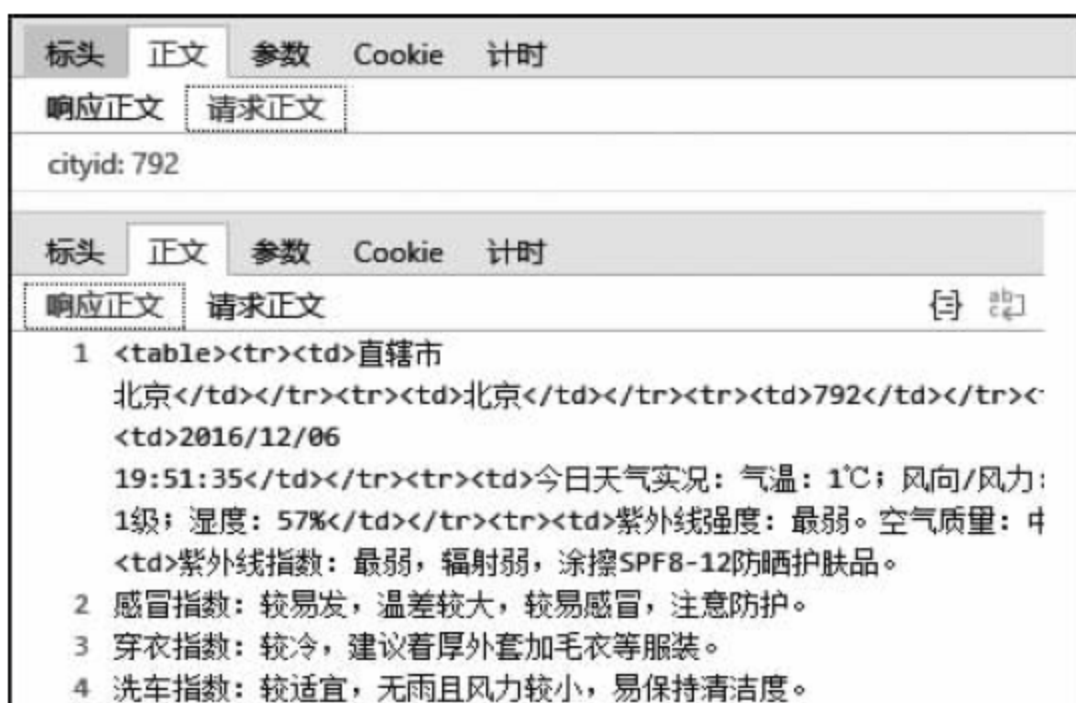 标头 正文 参数 Cookie 计时
响应正文 请求正文
cityid: 792
标头 正文 参数 Cookie 计时
响应正文 请求正文
1 <table><tr><td>直辖市
北京</td></tr><tr><td>北京</td></tr><tr><td>792</td></tr><
<td>2016/12/06
19:51:35</td></tr><tr><td>今日天气实况：气温：1℃；风向/风力：
1级；湿度：57%</td></tr><tr><td>紫外线强度：最弱。空气质量：中
<td>紫外线指数：最弱，辐射弱，涂擦SPF8-12防晒护肤品。
2 感冒指数：较易发，温差较大，较易感冒，注意防护。
3 穿衣指数：较冷，建议着厚外套加毛衣等服装。
4 洗车指数：较适宜，无雨且风力较小，易保持清洁度。